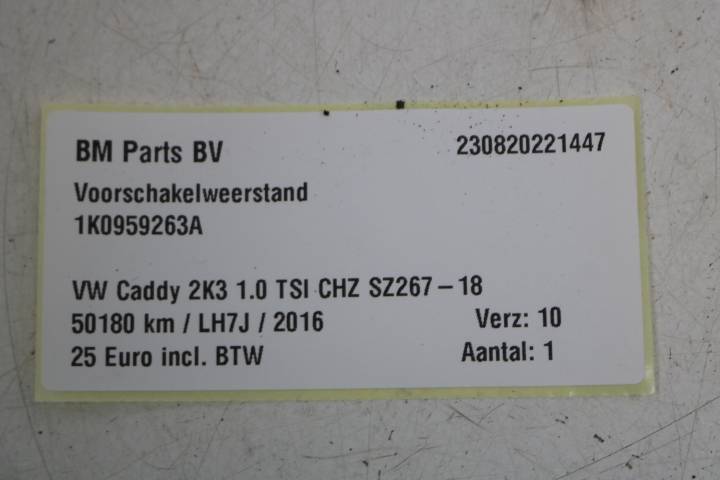 BM Parts BV 230820221447
Voorschakelweerstand
1K0959263A
VW Caddy 2K3 1.0 TSI CHZ SZ267-18
50180 km / LH7J / 2016 Verz: 10
25 Euro incl. BTW Aantal: 1